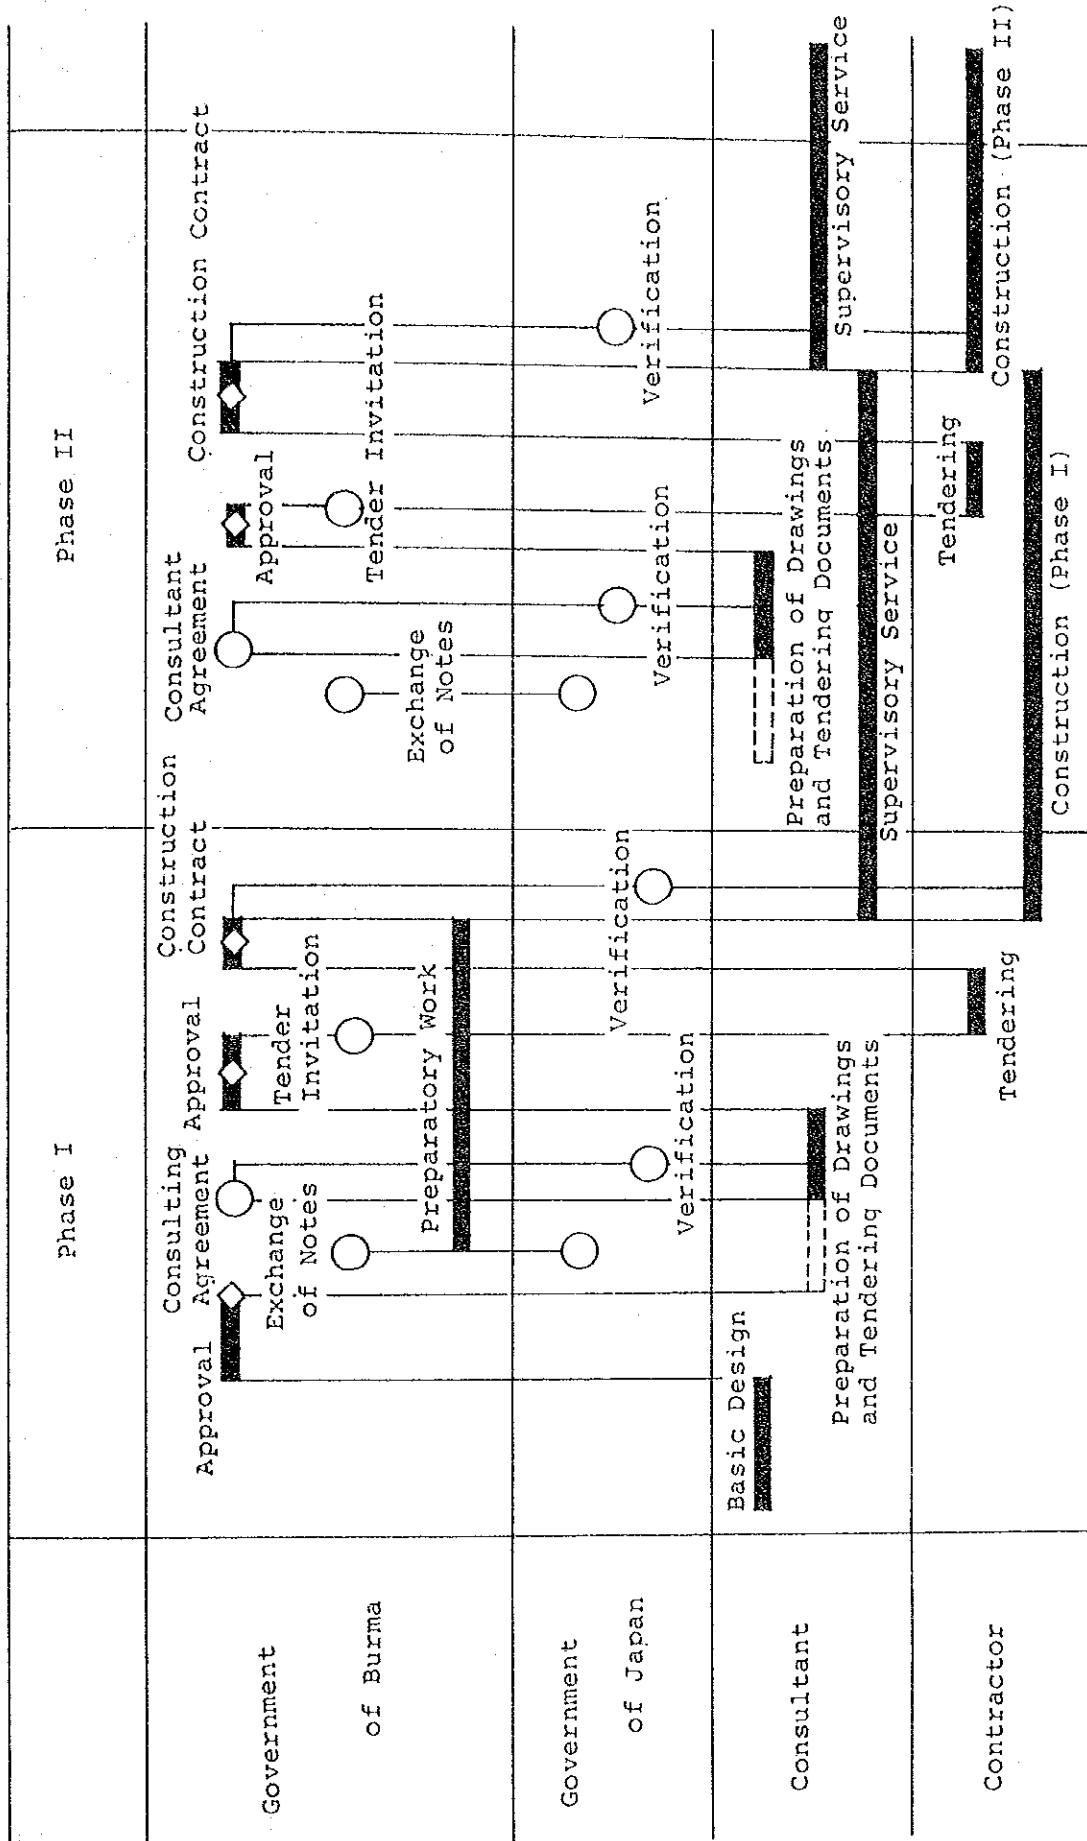 Phase I
Phase II
Government
of Burma
Approval
Consulting
Agreement
Exchange
of Notes
Approval
Tender
Invitation
Construction
Contract
Preparatory Work
Consultant
Agreement
Exchange
of Notes
Approval
Tender Invitation
Construction Contract
Government
of Japan
Verification
Verification
Verification
Verification
Consultant
Basic Design
Preparation of Drawings
and Tendering Documents
Preparation of Drawings
and Tendering Documents
Supervisory Service
Supervisory Service
Contractor
Tendering
Tendering
Construction (Phase I)
Construction (Phase II)